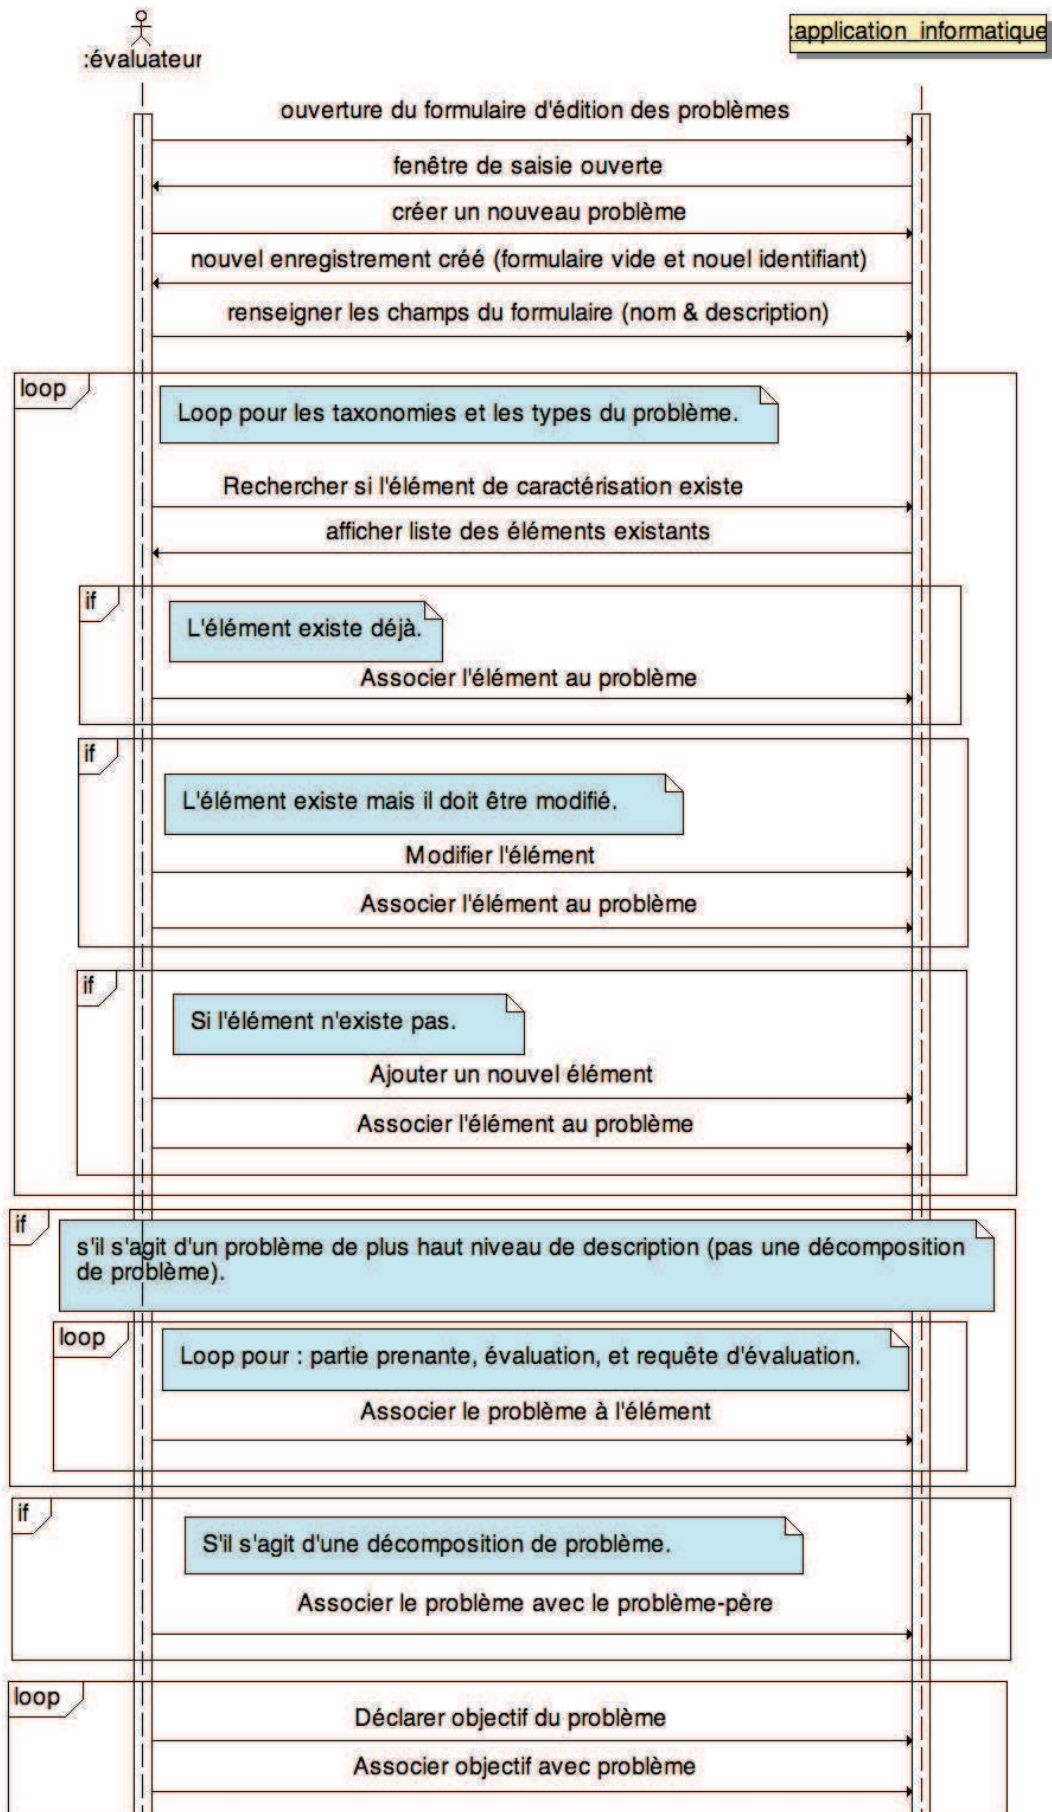 :évaluateur
:application_informatique
ouverture du formulaire d'édition des problèmes
fenêtre de saisie ouverte
créer un nouveau problème
nouvel enregistrement créé (formulaire vide et nouel identifiant)
renseigner les champs du formulaire (nom & description)
loop
Loop pour les taxonomies et les types du problème.
Rechercher si l'élément de caractérisation existe
afficher liste des éléments existants
if
L'élément existe déjà.
Associer l'élément au problème
if
L'élément existe mais il doit être modifié.
Modifier l'élément
Associer l'élément au problème
if
Si l'élément n'existe pas.
Ajouter un nouvel élément
Associer l'élément au problème
if
s'il s'agit d'un problème de plus haut niveau de description (pas une décomposition
de problème).
loop
Loop pour : partie prenante, évaluation, et requête d'évaluation.
Associer le problème à l'élément
if
S'il s'agit d'une décomposition de problème.
Associer le problème avec le problème-père
loop
Déclarer objectif du problème
Associer objectif avec problème